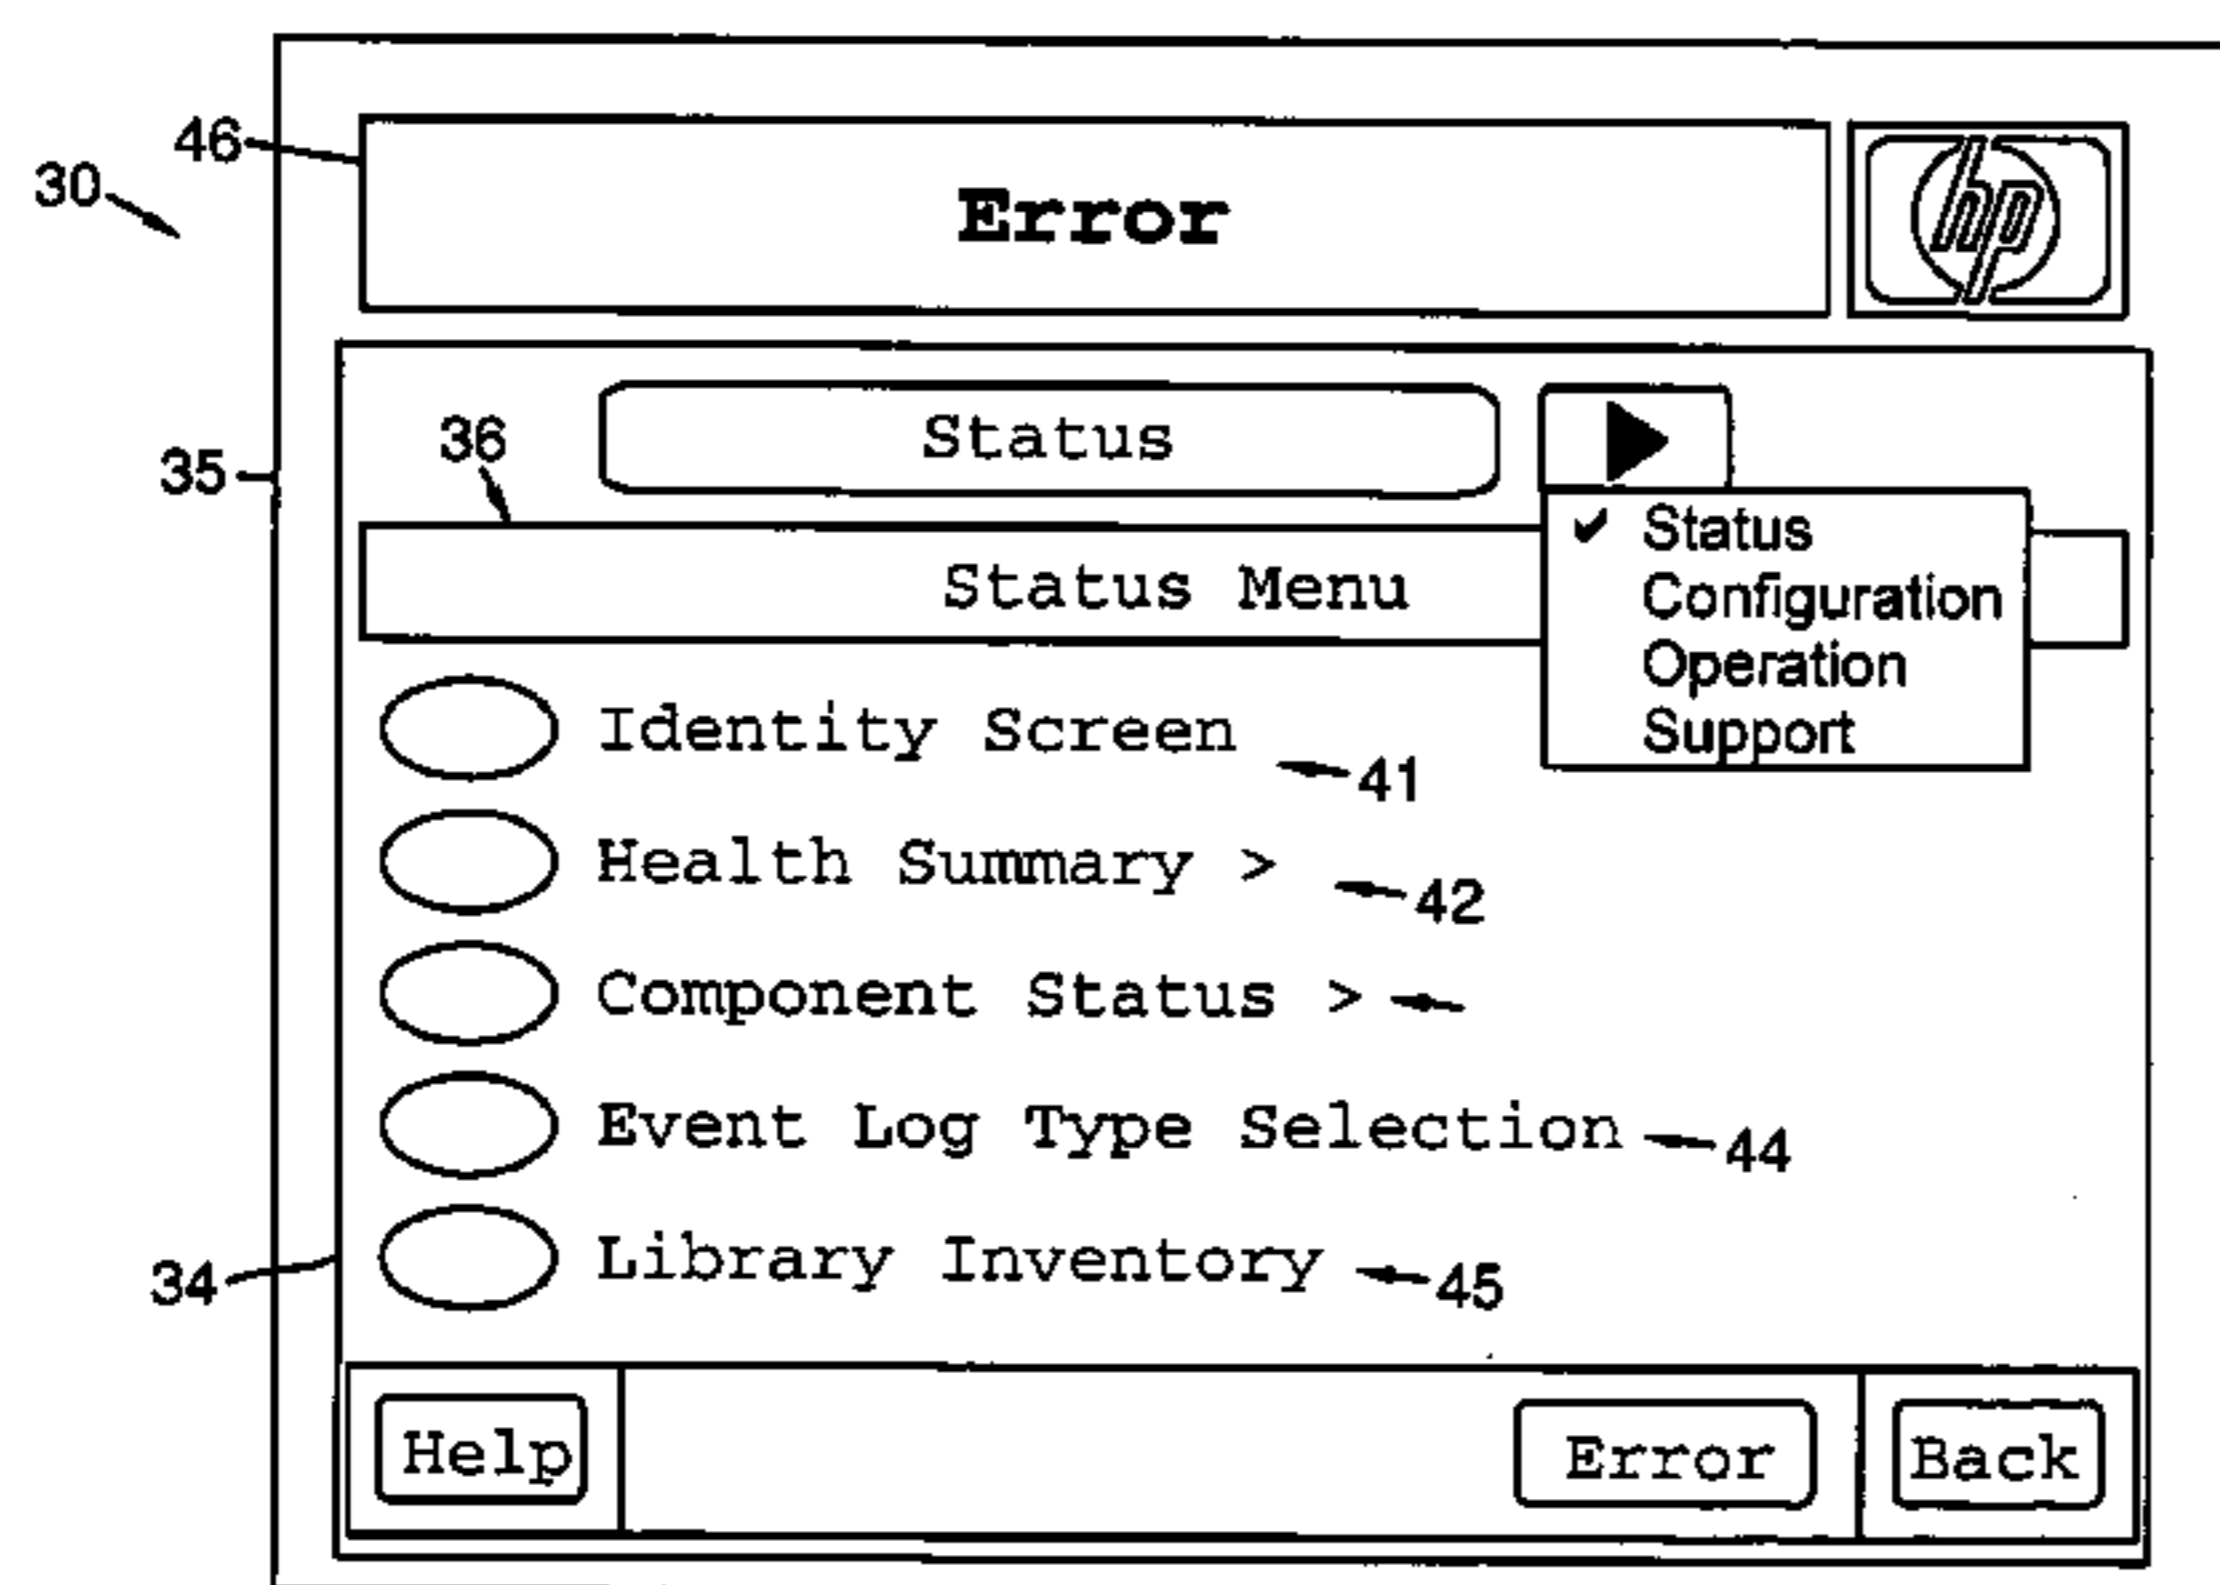 46
30
Error
hp
36
35
Status
Status Menu
✔ Status
Configuration
Operation
Support
Identity Screen
41
Health Summary >
42
Component Status >
Event Log Type Selection
44
Library Inventory
45
34
Help
Error
Back